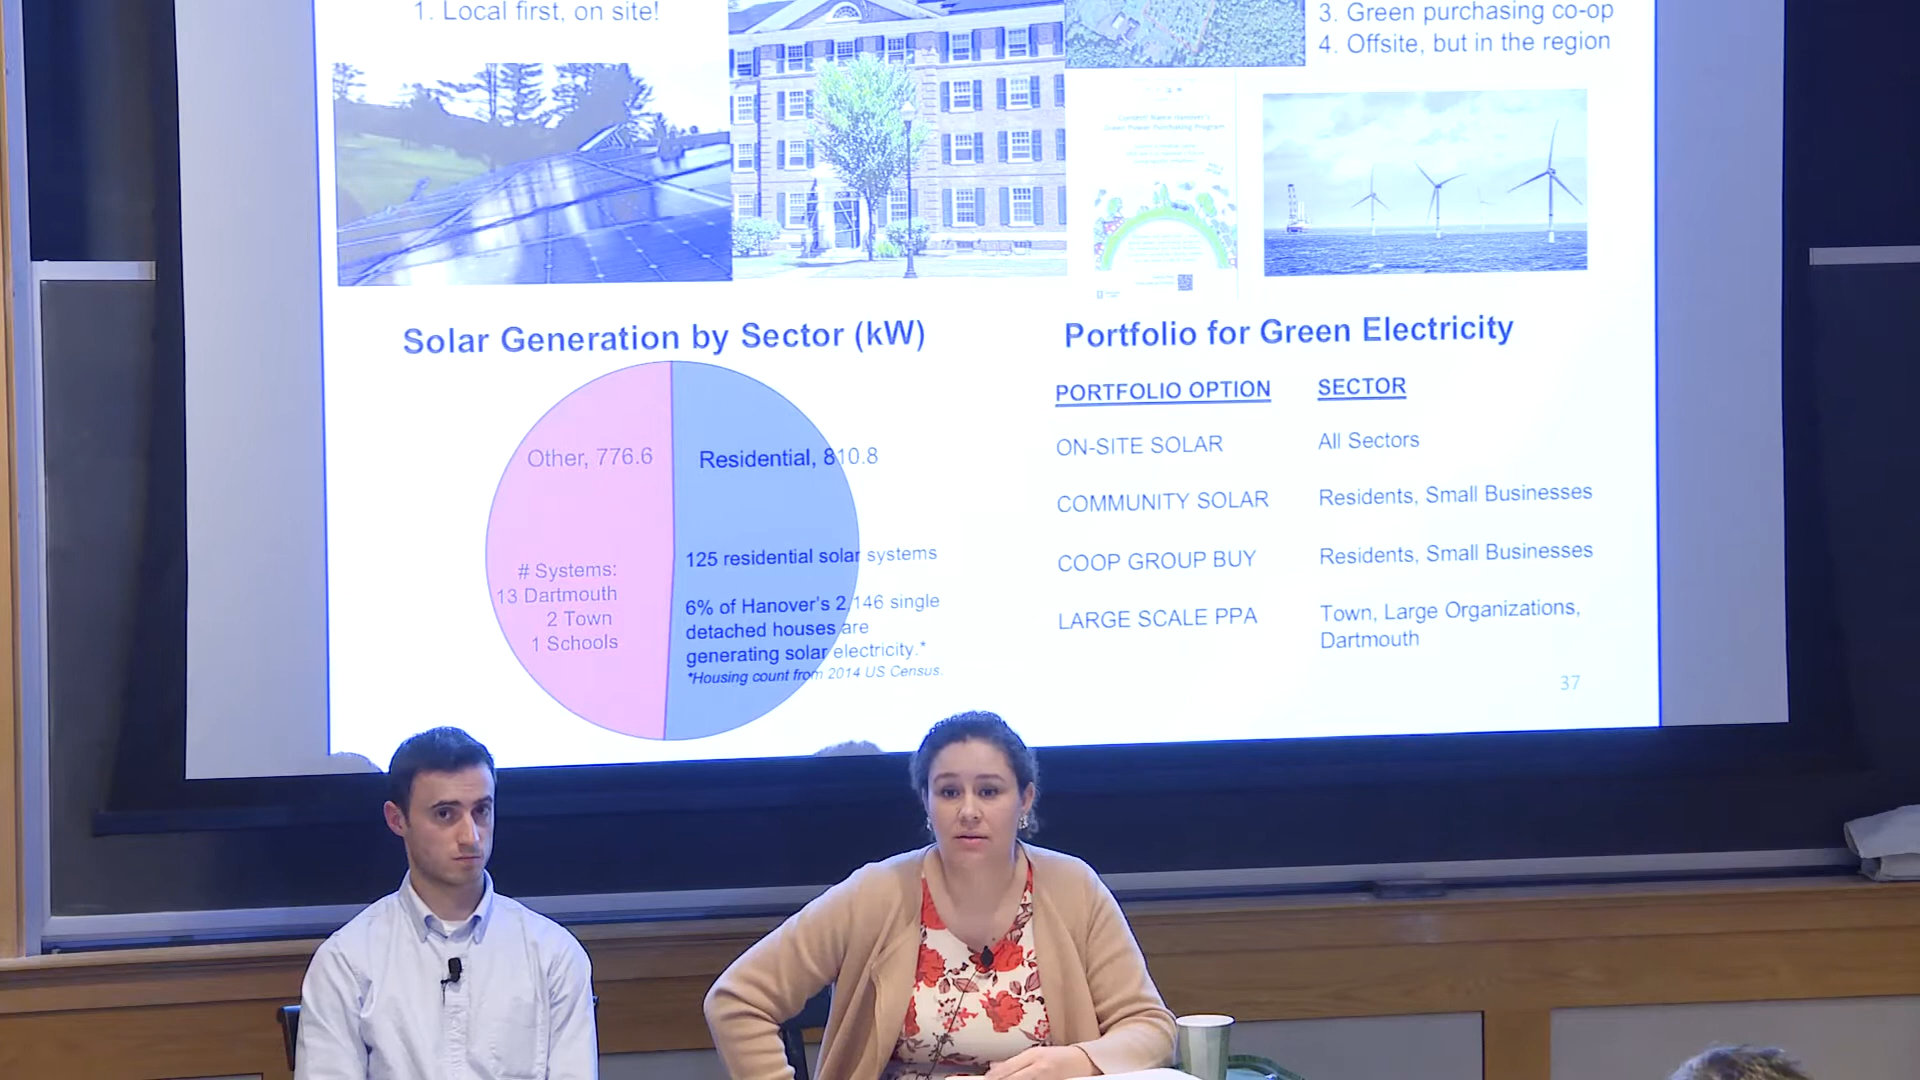 1. Local first, on site!
3. Green purchasing co-op
4. Offsite, but in the region
Green Power Purchasing Program
Solar Generation by Sector (kW)
Other, 776.6
Residential, 810.8
# Systems:
13 Dartmouth
2 Town
1 Schools
125 residential solar systems
6% of Hanover's 2,146 single
detached houses are
generating solar electricity.*
*Housing count from 2014 US Census.
Portfolio for Green Electricity
PORTFOLIO OPTION SECTOR
ON-SITE SOLAR All Sectors
COMMUNITY SOLAR Residents, Small Businesses
COOP GROUP BUY Residents, Small Businesses
LARGE SCALE PPA Town, Large Organizations,
Dartmouth
37